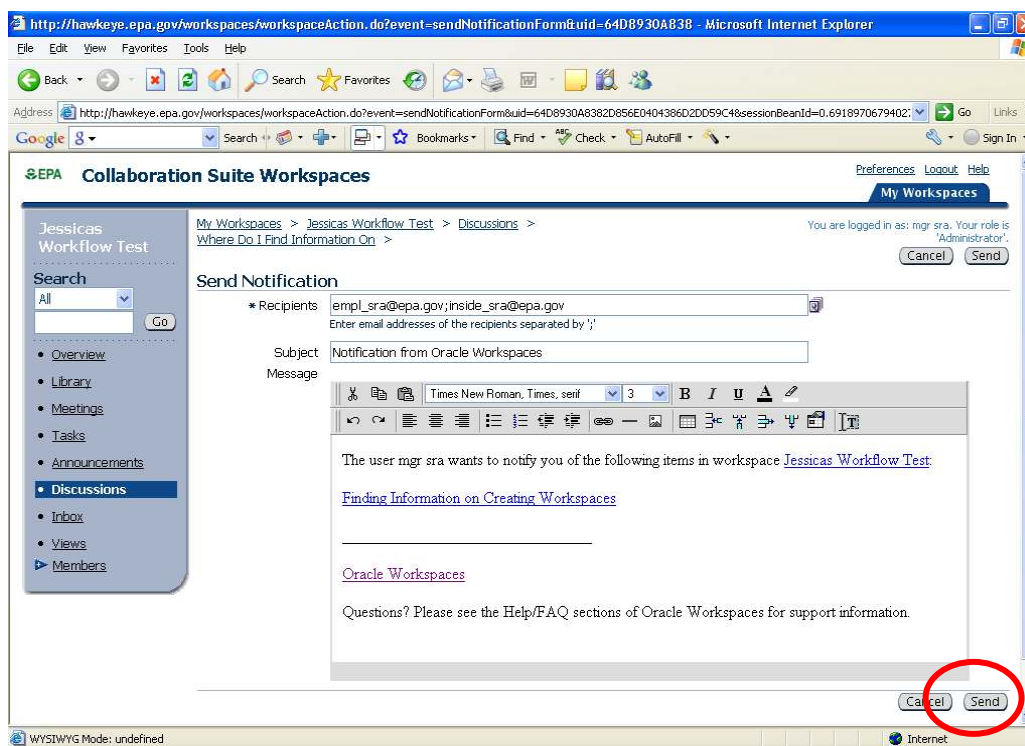 http://hawkeye.epa.gov/workspaces/workspaceAction.do?event=sendNotificationForm&uid=64D8930A838 - Microsoft Internet Explorer
File Edit View Favorites Tools Help
Back Search Favorites
Address http://hawkeye.epa.gov/workspaces/workspaceAction.do?event=sendNotificationForm&uid=64D8930A8382D856E0404386D2DD59C4&sessionBeanId=0.6918970679402 Go Links
Google Search Bookmarks Find Check AutoFill Sign In
EPA Collaboration Suite Workspaces
Preferences Logout Help
My Workspaces
Jessicas
Workflow Test
My Workspaces > Jessicas Workflow Test > Discussions >
Where Do I Find Information On >
You are logged in as: mgr sra. Your role is
'Administrator'.
Cancel Send
Search
All
Go
Overview
Library
Meetings
Tasks
Announcements
Discussions
Inbox
Views
Members
Send Notification
* Recipients empl_sra@epa.gov;inside_sra@epa.gov
Enter email addresses of the recipients separated by ';'
Subject Notification from Oracle Workspaces
Message
Times New Roman, Times, serif 3 B I U A
The user mgr sra wants to notify you of the following items in workspace Jessicas Workflow Test:
Finding Information on Creating Workspaces
Oracle Workspaces
Questions? Please see the Help/FAQ sections of Oracle Workspaces for support information.
Cancel Send
WYSIWYG Mode: undefined
Internet